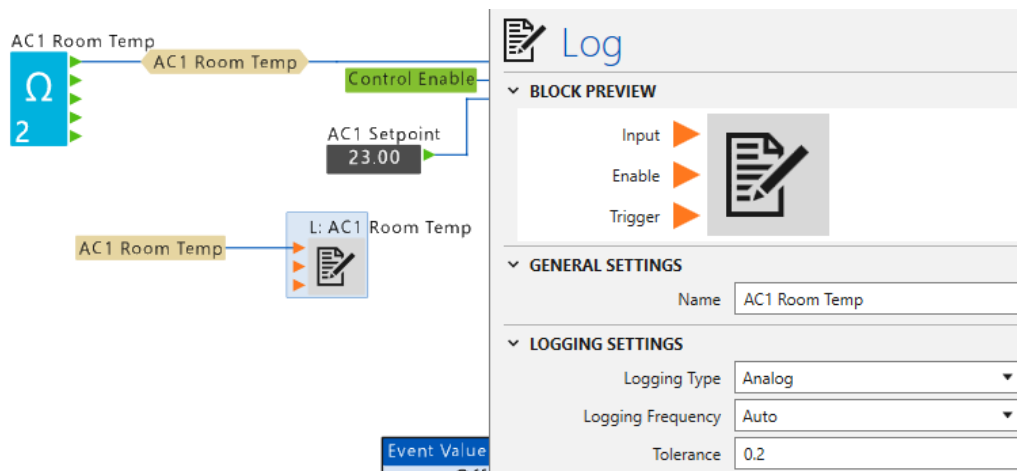 AC1 Room Temp
AC1 Room Temp
Ω
2
Control Enable
AC1 Setpoint
23.00
L: AC1 Room Temp
AC1 Room Temp
Event Value
Log
BLOCK PREVIEW
Input
Enable
Trigger
GENERAL SETTINGS
Name AC1 Room Temp
LOGGING SETTINGS
Logging Type Analog
Logging Frequency Auto
Tolerance 0.2